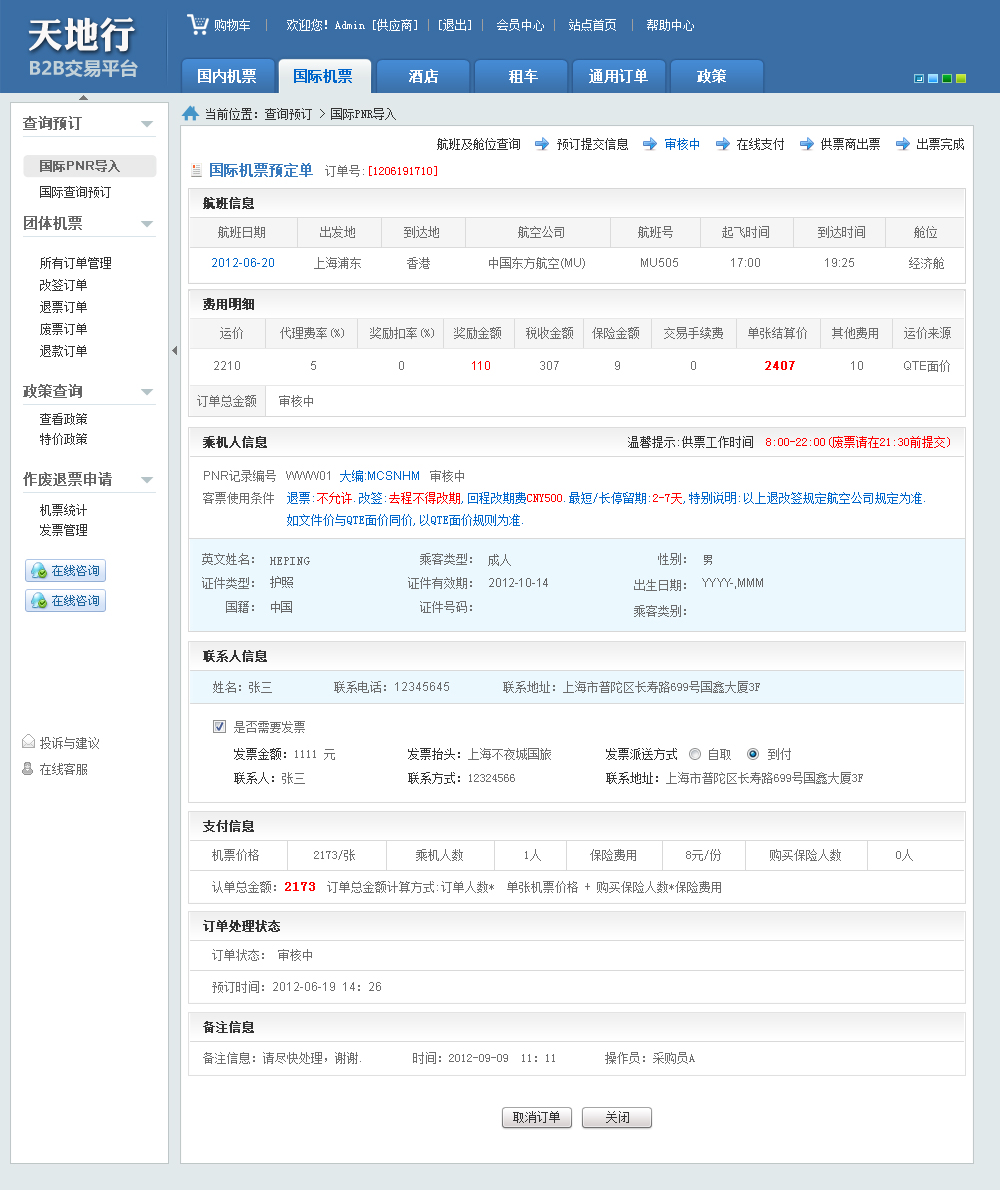 天地行
B2B交易平台
购物车 | 欢迎您! Admin [供应商] | [退出] | 会员中心 | 站点首页 | 帮助中心
国内机票 国际机票 酒店 租车 通用订单 政策
当前位置: 查询预订 > 国际PNR导入
查询预订
国际PNR导入
国际查询预订
团体机票
所有订单管理
改签订单
退票订单
废票订单
退款订单
政策查询
查看政策
特价政策
作废退票申请
机票统计
发票管理
在线咨询
在线咨询
投诉与建议
在线客服
航班及舱位查询 预订提交信息 审核中 在线支付 供票商出票 出票完成
国际机票预定单 订单号: [1206191710]
航班信息
航班日期 出发地 到达地 航空公司 航班号 起飞时间 到达时间 舱位
2012-06-20 上海浦东 香港 中国东方航空(MU) MU505 17:00 19:25 经济舱
费用明细
运价 代理费率(%) 奖励扣率(%) 奖励金额 税收金额 保险金额 交易手续费 单张结算价 其他费用 运价来源
2210 5 0 110 307 9 0 2407 10 QTE面价
订单总金额 审核中
乘机人信息 温馨提示:供票工作时间 8:00-22:00(废票请在21:30前提交)
PNR记录编号 WWW01 大编:MCSNHM 审核中
客票使用条件 退票:不允许. 改签:去程不得改期, 回程改期费CNY500. 最短/长停留期:2-7天, 特别说明:以上退改签规定航空公司规定为准.
如文件价与QTE面价同价, 以QTE面价规则为准.
英文姓名: HEPING 乘客类型: 成人 性别: 男
证件类型: 护照 证件有效期: 2012-10-14 出生日期: YYYY-,MMM
国籍: 中国 证件号码: 乘客类别:
联系人信息
姓名: 张三 联系电话: 12345645 联系地址: 上海市普陀区长寿路699号国鑫大厦3F
是否需要发票
发票金额: 1111 元 发票抬头: 上海不夜城国旅 发票派送方式 自取 到付
联系人: 张三 联系方式: 12324566 联系地址: 上海市普陀区长寿路699号国鑫大厦3F
支付信息
机票价格 2173/张 乘机人数 1人 保险费用 8元/份 购买保险人数 0人
认单总金额: 2173 订单总金额计算方式:订单人数* 单张机票价格 + 购买保险人数*保险费用
订单处理状态
订单状态: 审核中
预订时间: 2012-06-19 14: 26
备注信息
备注信息: 请尽快处理, 谢谢. 时间: 2012-09-09 11: 11 操作员: 采购员A
取消订单 关闭